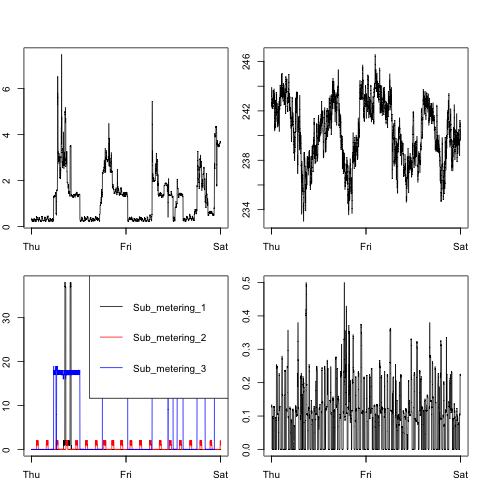 0 2 4 6
Thu Fri Sat
234 238 242 246
Thu Fri Sat
0 10 20 30
Sub_metering_1
Sub_metering_2
Sub_metering_3
Thu Fri Sat
0.0 0.1 0.2 0.3 0.4 0.5
Thu Fri Sat